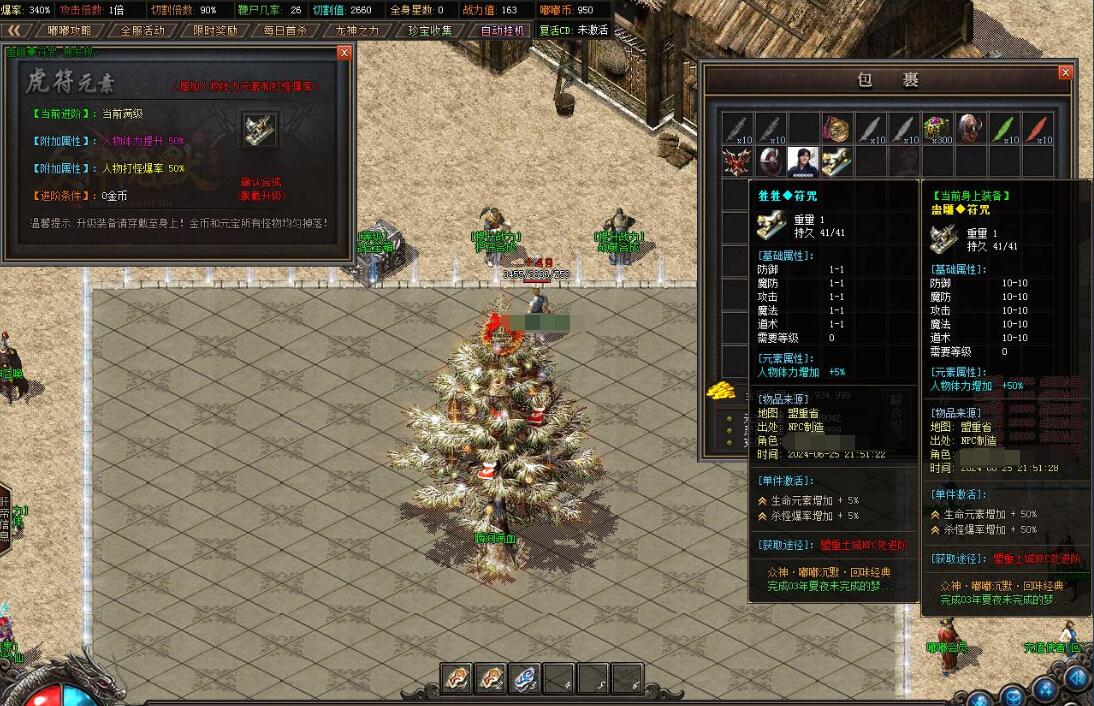 爆率: 340% 攻击倍数: 1倍 切割倍数: 90% 鞭尸几率: 26 切割值: 2660 全身星数: 0 战力值: 163 嘟嘟币: 950
嘟嘟攻略 全服活动 限时奖励 每日首杀 龙神之力 珍宝收集 自动挂机 复活CD: 未激活
虎符元素
(增加人物体力元素和打怪爆率)
【当前进阶】: 当前满级
【附加属性】: 人物体力提升 50%
【附加属性】: 人物打怪爆率 50%
【进阶条件】: 0金币
确认合成
(佩戴升级)
温馨提示:升级装备请穿戴至身上! 金币和元宝所有怪物均匀掉落!
包 裹
x10
x10
x10
x10
x300
x10
x10
牲牲◆符咒
重量 1
持久 41/41
[基础属性]:
防御 1-1
魔防 1-1
攻击 1-1
魔法 1-1
道术 1-1
需要等级 0
[元素属性]:
人物体力增加 +5%
[物品来源]
地图: 盟重省
出处: NPC制造
角色:
时间: 2024-06-25 21:51:22
[单件激活]:
生命元素增加 + 5%
杀怪爆率增加 + 5%
[获取途径]: 盟重土城NPC处进阶
众神·嘟嘟沉默·回味经典
完成03年夏夜未完成的梦...
【当前身上装备】
蛊雕◆符咒
重量 1
持久 41/41
[基础属性]:
防御 10-10
魔防 10-10
攻击 10-10
魔法 10-10
道术 10-10
需要等级 0
[元素属性]:
人物体力增加 +50%
[物品来源]
地图: 盟重省
出处: NPC制造
角色:
时间: 2024-06-25 21:51:28
[单件激活]:
生命元素增加 + 50%
杀怪爆率增加 + 50%
[获取途径]: 盟重土城NPC处进阶
众神·嘟嘟沉默·回味经典
完成03年夏夜未完成的梦...
瞬间满血
嘟嘟会员